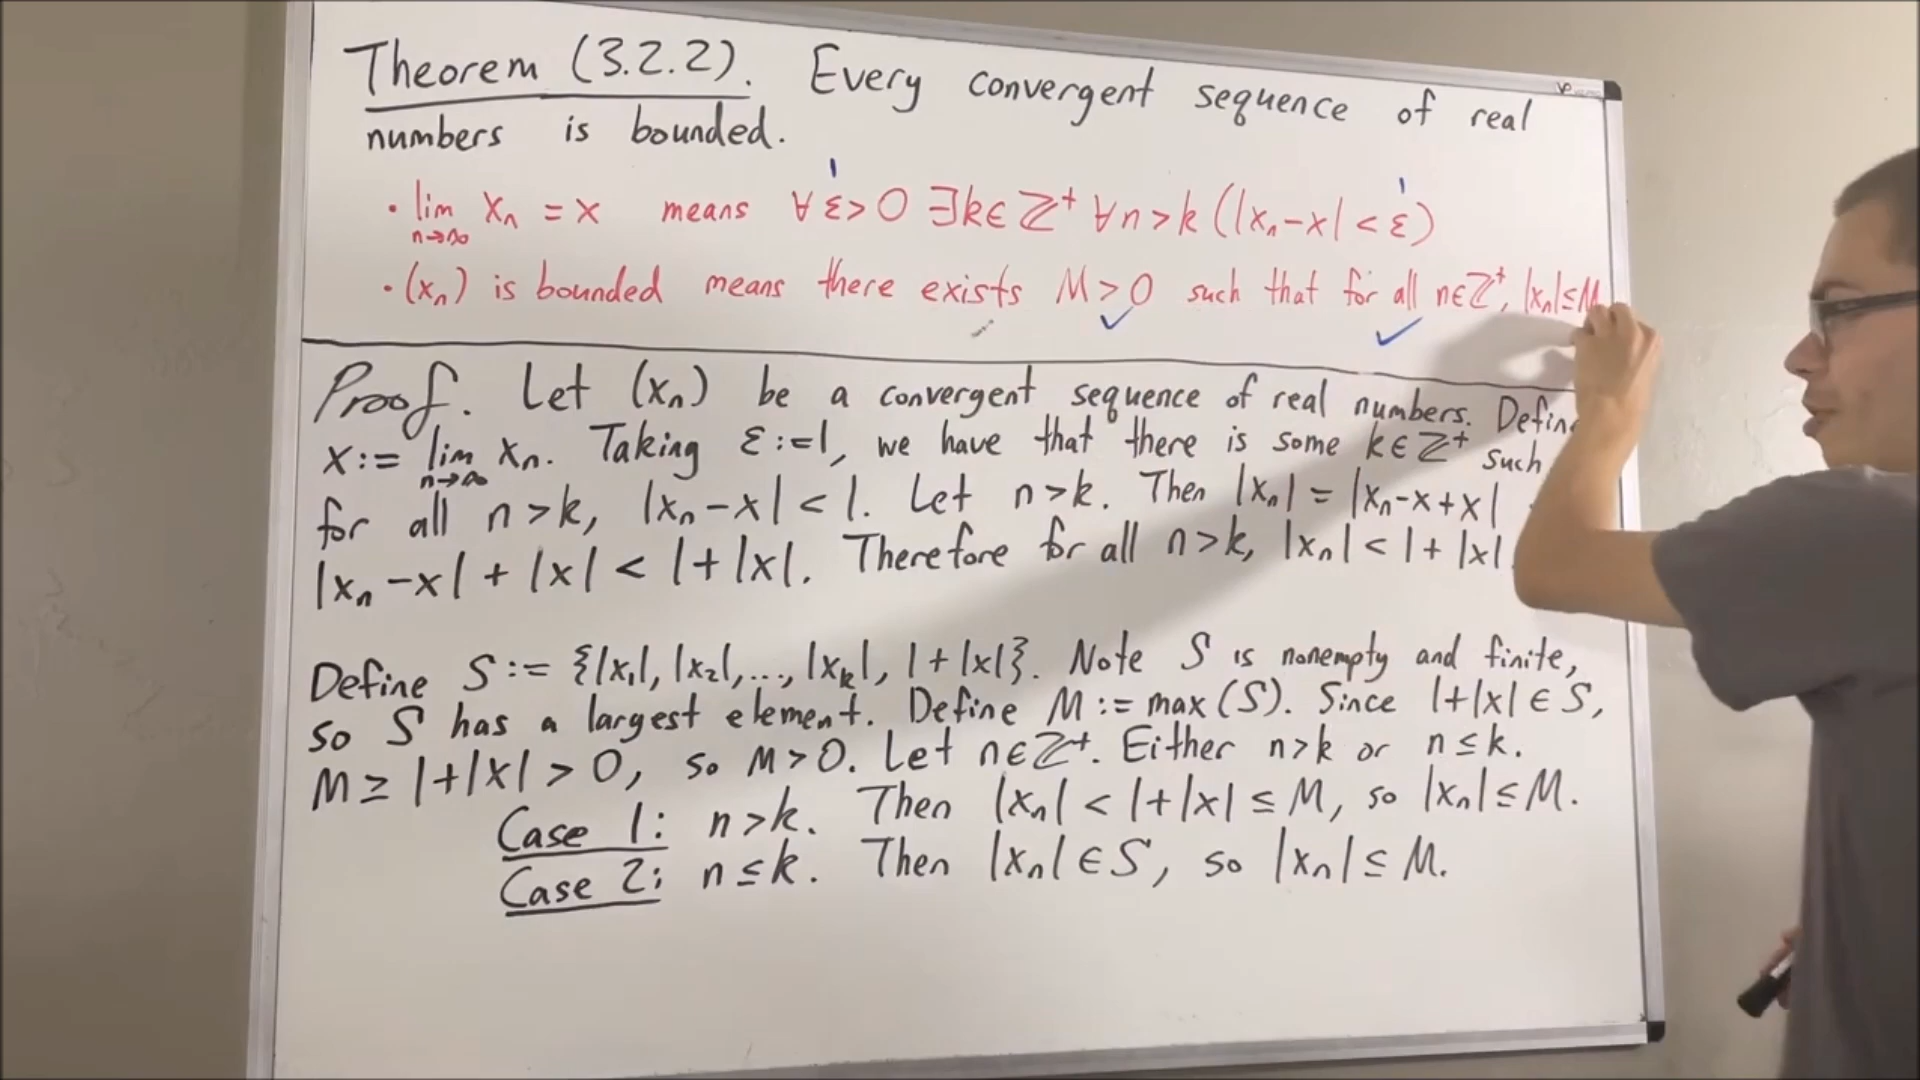 Theorem (3.2.2). Every convergent sequence of real
numbers is bounded.
• lim n→∞ xₙ = x means ∀ ε>0 ∃k∈ℤ⁺ ∀n>k (|xₙ-x| < ε)
• (xₙ) is bounded means there exists M>0 such that for all n∈ℤ⁺, |xₙ|≤M
Proof. Let (xₙ) be a convergent sequence of real numbers.
x:= lim n→∞ xₙ. Taking ε:=1, we have that there is some k∈ℤ⁺ such
for all n>k, |xₙ-x| < 1. Let n>k. Then |xₙ| = |xₙ-x+x|
|xₙ-x| + |x| < 1+|x|. Therefore for all n>k, |xₙ| < 1+|x|
Define S:= {|x₁|, |x₂|,..., |xₖ|, 1+|x|}. Note S is nonempty and finite,
so S has a largest element. Define M:= max(S). Since 1+|x|∈S,
M ≥ 1+|x| > 0, so M>0. Let n∈ℤ⁺. Either n>k or n≤k.
Case 1: n>k. Then |xₙ| < 1+|x| ≤ M, so |xₙ|≤M.
Case 2: n≤k. Then |xₙ|∈S, so |xₙ|≤M.